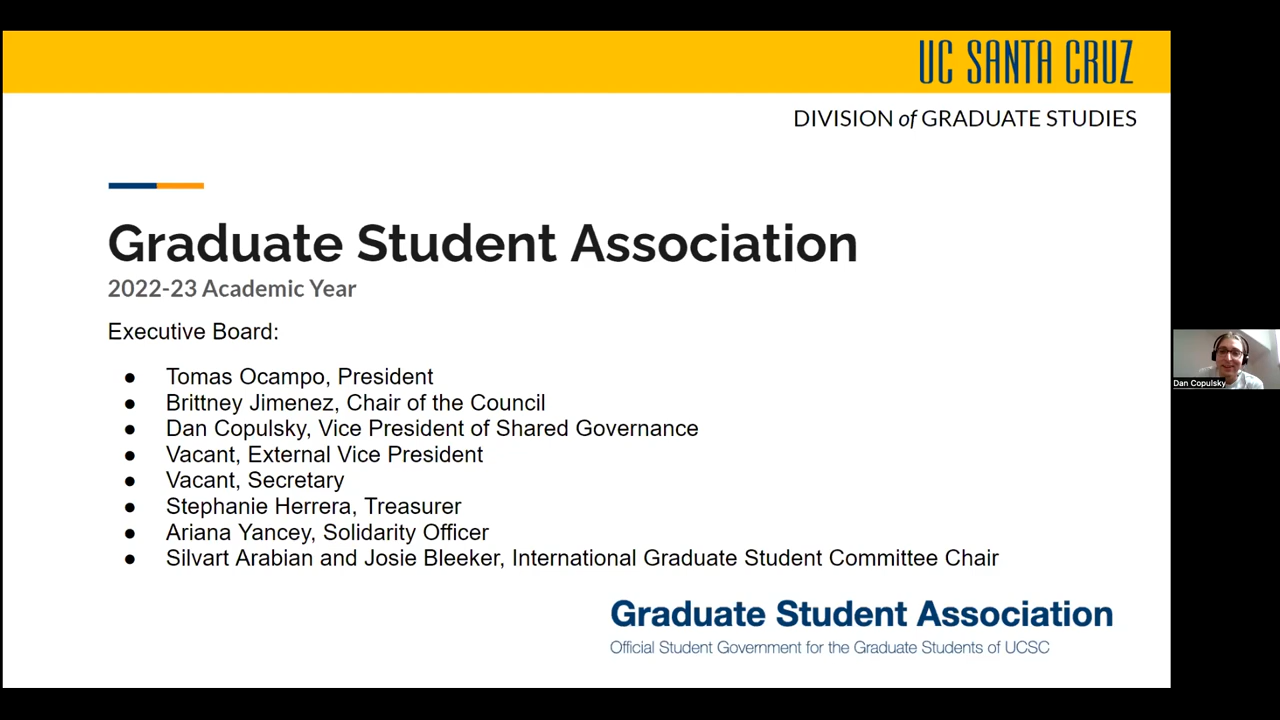 UC SANTA CRUZ
DIVISION of GRADUATE STUDIES
Graduate Student Association
2022-23 Academic Year
Executive Board:
● Tomas Ocampo, President
● Brittney Jimenez, Chair of the Council
● Dan Copulsky, Vice President of Shared Governance
● Vacant, External Vice President
● Vacant, Secretary
● Stephanie Herrera, Treasurer
● Ariana Yancey, Solidarity Officer
● Silvart Arabian and Josie Bleeker, International Graduate Student Committee Chair
Graduate Student Association
Official Student Government for the Graduate Students of UCSC
Dan Copulsky